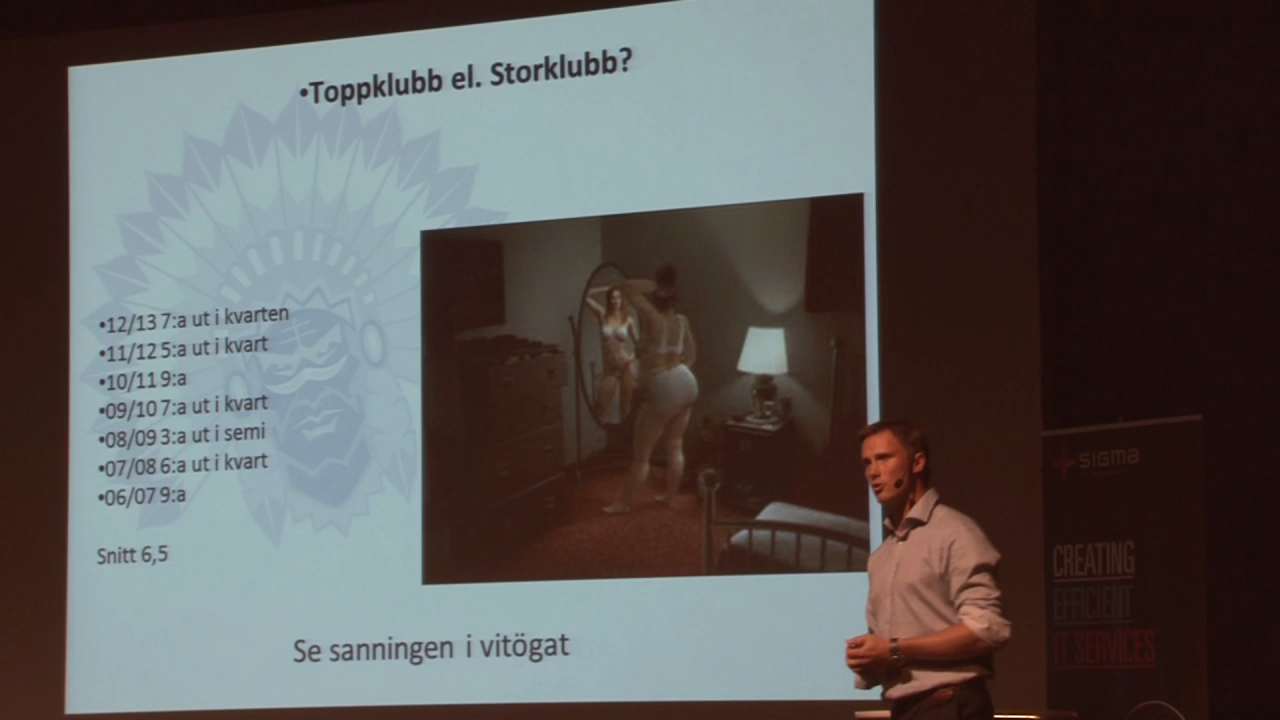 •Toppklubb el. Storklubb?
•12/13 7:a ut i kvarten
•11/12 5:a ut i kvart
•10/11 9:a
•09/10 7:a ut i kvart
•08/09 3:a ut i semi
•07/08 6:a ut i kvart
•06/07 9:a
Snitt 6,5
Se sanningen i vitögat
sigma
CREATING
EFFICIENT
IT SERVICES